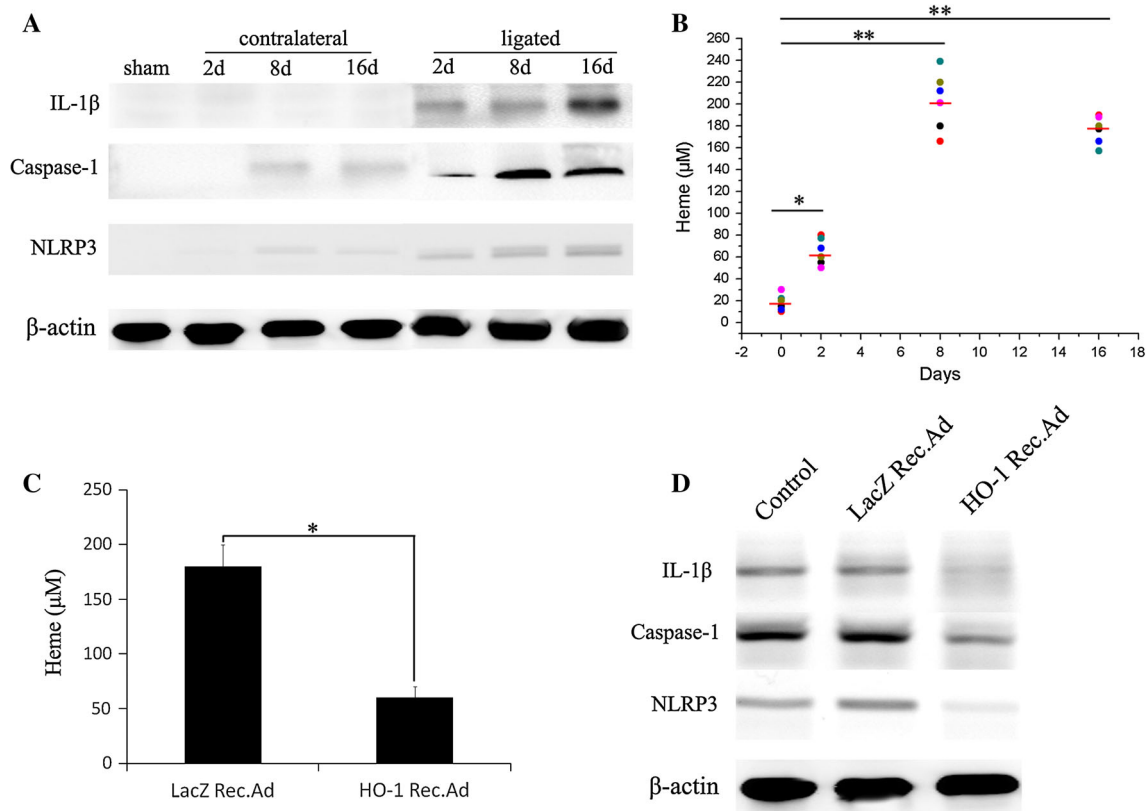 A
contralateral
ligated
sham 2d 8d 16d 2d 8d 16d
IL-1β
Caspase-1
NLRP3
β-actin
B
**
**
*
Heme (μM)
260
240
220
200
180
160
140
120
100
80
60
40
20
0
-2 0 2 4 6 8 10 12 14 16 18
Days
C
Heme (μM)
250
200
150
100
50
0
*
LacZ Rec.Ad HO-1 Rec.Ad
D
Control LacZ Rec.Ad HO-1 Rec.Ad
IL-1β
Caspase-1
NLRP3
β-actin